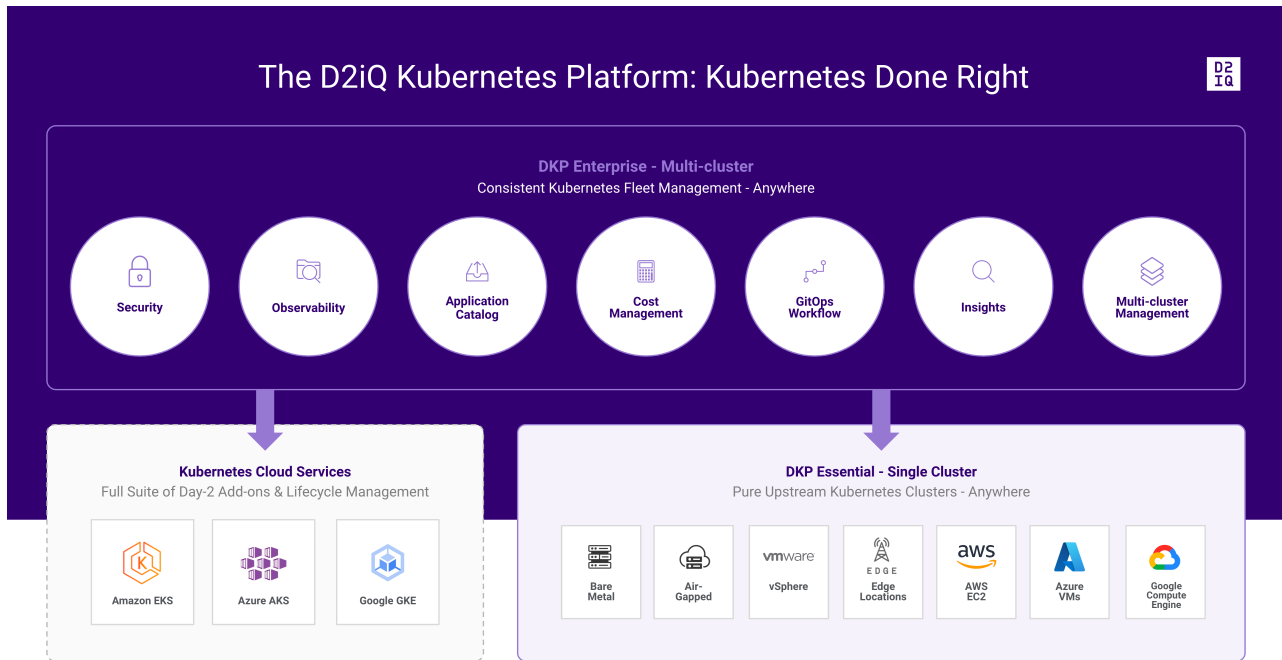 The D2iQ Kubernetes Platform: Kubernetes Done Right
D2
IQ
DKP Enterprise - Multi-cluster
Consistent Kubernetes Fleet Management - Anywhere
Security
Observability
Application
Catalog
Cost
Management
GitOps
Workflow
Insights
Multi-cluster
Management
Kubernetes Cloud Services
Full Suite of Day-2 Add-ons & Lifecycle Management
K
Amazon EKS
Azure AKS
Google GKE
DKP Essential - Single Cluster
Pure Upstream Kubernetes Clusters - Anywhere
Bare
Metal
Air-
Gapped
vmware
vSphere
EDGE
Edge
Locations
aws
AWS
EC2
Azure
VMs
Google
Compute
Engine